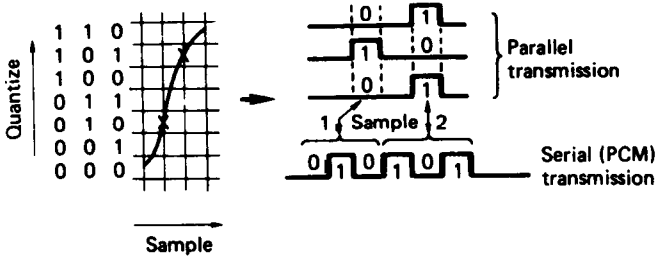 Quantize
1 1 0
1 0 1
1 0 0
0 1 1
0 1 0
0 0 1
0 0 0
Sample
0 1
1 0
0 1
Parallel
transmission
1 Sample 2
0 1 0 1 0 1
Serial (PCM)
transmission